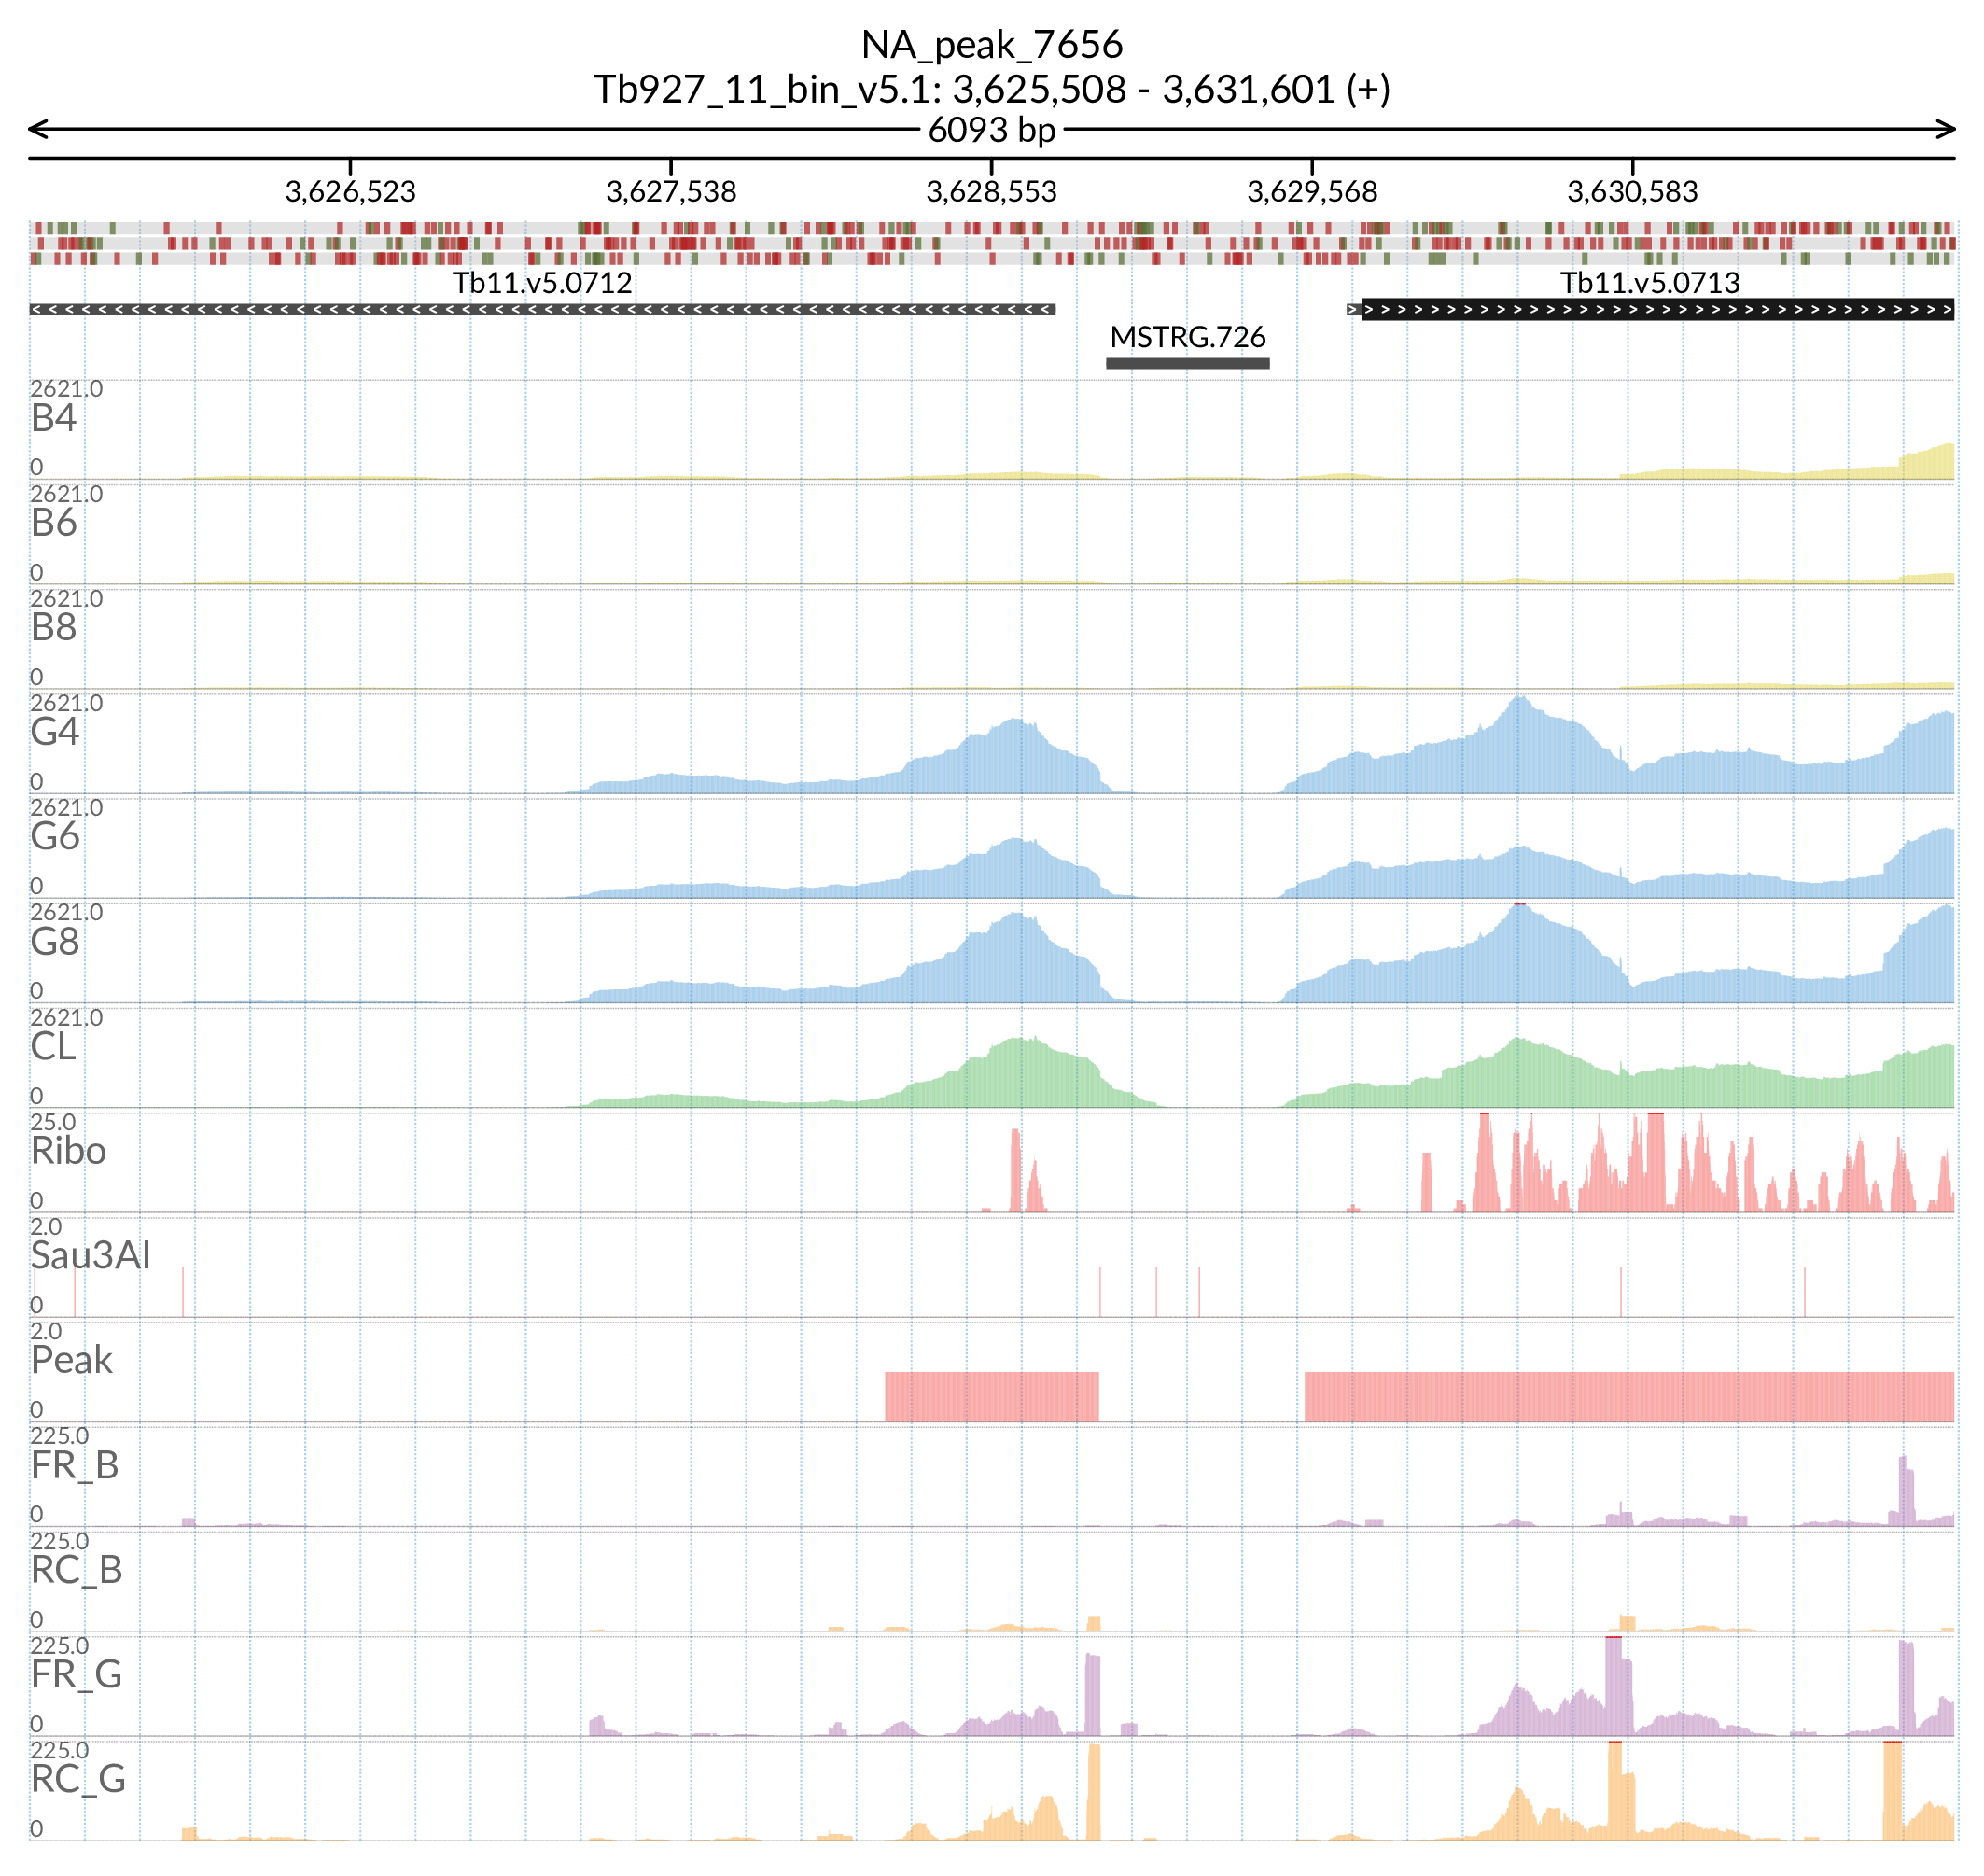 NA_peak_7656
Tb927_11_bin_v5.1: 3,625,508 - 3,631,601 (+)
6093 bp
3,626,523 3,627,538 3,628,553 3,629,568 3,630,583
Tb11.v5.0712 Tb11.v5.0713
MSTRG.726
2621.0
B4
0
2621.0
B6
0
2621.0
B8
0
2621.0
G4
0
2621.0
G6
0
2621.0
G8
0
2621.0
CL
0
25.0
Ribo
0
2.0
Sau3AI
0
2.0
Peak
0
225.0
FR_B
0
225.0
RC_B
0
225.0
FR_G
0
225.0
RC_G
0